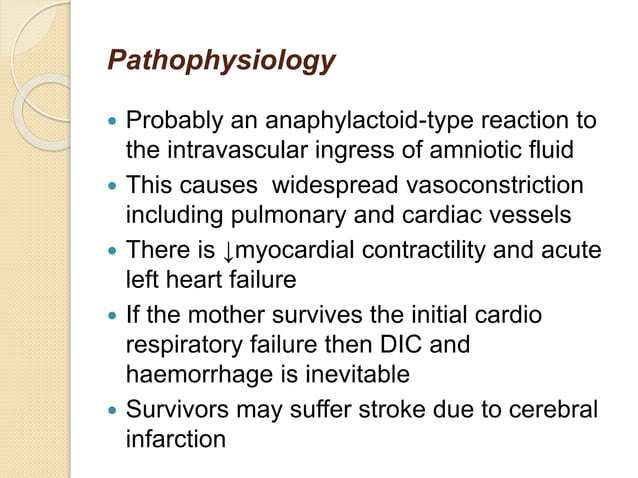 Pathophysiology
• Probably an anaphylactoid-type reaction to
the intravascular ingress of amniotic fluid
• This causes  widespread vasoconstriction
including pulmonary and cardiac vessels
• There is ↓myocardial contractility and acute
left heart failure
• If the mother survives the initial cardio
respiratory failure then DIC and
haemorrhage is inevitable
• Survivors may suffer stroke due to cerebral
infarction